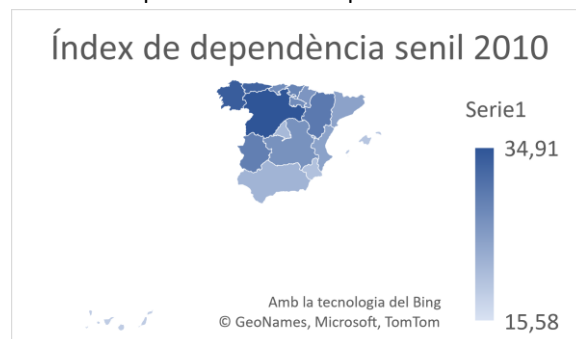 Índex de dependència senil 2010
Serie1
34,91
15,58
Amb la tecnologia del Bing
© GeoNames, Microsoft, TomTom